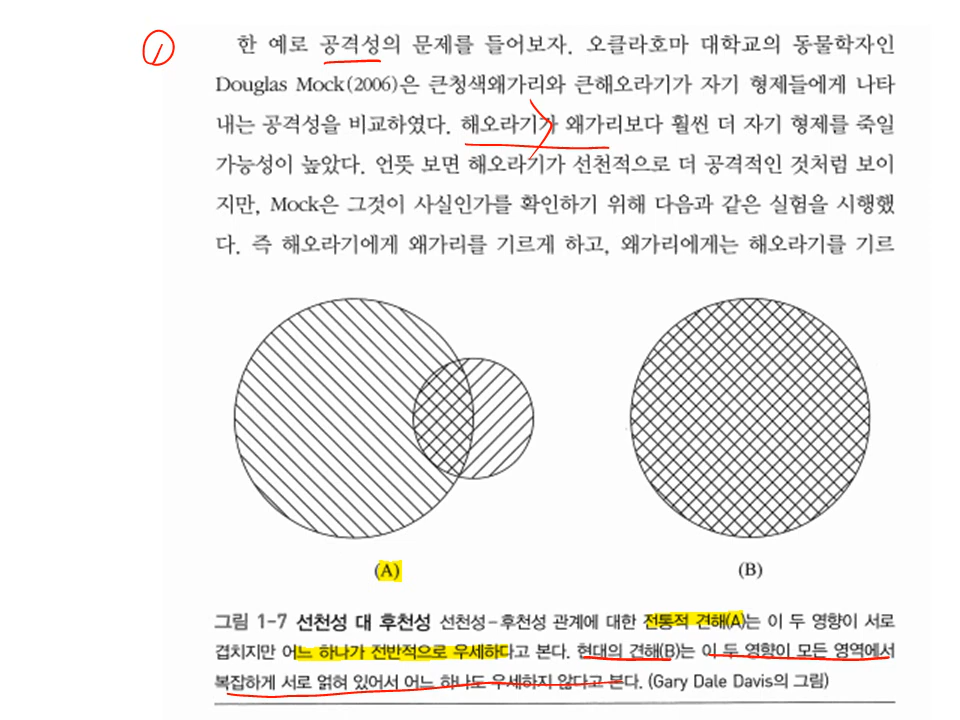 ①
한 예로 공격성의 문제를 들어보자. 오클라호마 대학교의 동물학자인
Douglas Mock(2006)은 큰청색왜가리와 큰해오라기가 자기 형제들에게 나타
내는 공격성을 비교하였다. 해오라기가 왜가리보다 훨씬 더 자기 형제를 죽일
가능성이 높았다. 언뜻 보면 해오라기가 선천적으로 더 공격적인 것처럼 보이
지만, Mock은 그것이 사실인가를 확인하기 위해 다음과 같은 실험을 시행했
다. 즉 해오라기에게 왜가리를 기르게 하고, 왜가리에게는 해오라기를 기르
(A)
(B)
그림 1-7 선천성 대 후천성 선천성-후천성 관계에 대한 전통적 견해(A)는 이 두 영향이 서로
겹치지만 어느 하나가 전반적으로 우세하다고 본다. 현대의 견해(B)는 이 두 영향이 모든 영역에서
복잡하게 서로 얽혀 있어서 어느 하나도 우세하지 않다고 본다. (Gary Dale Davis의 그림)